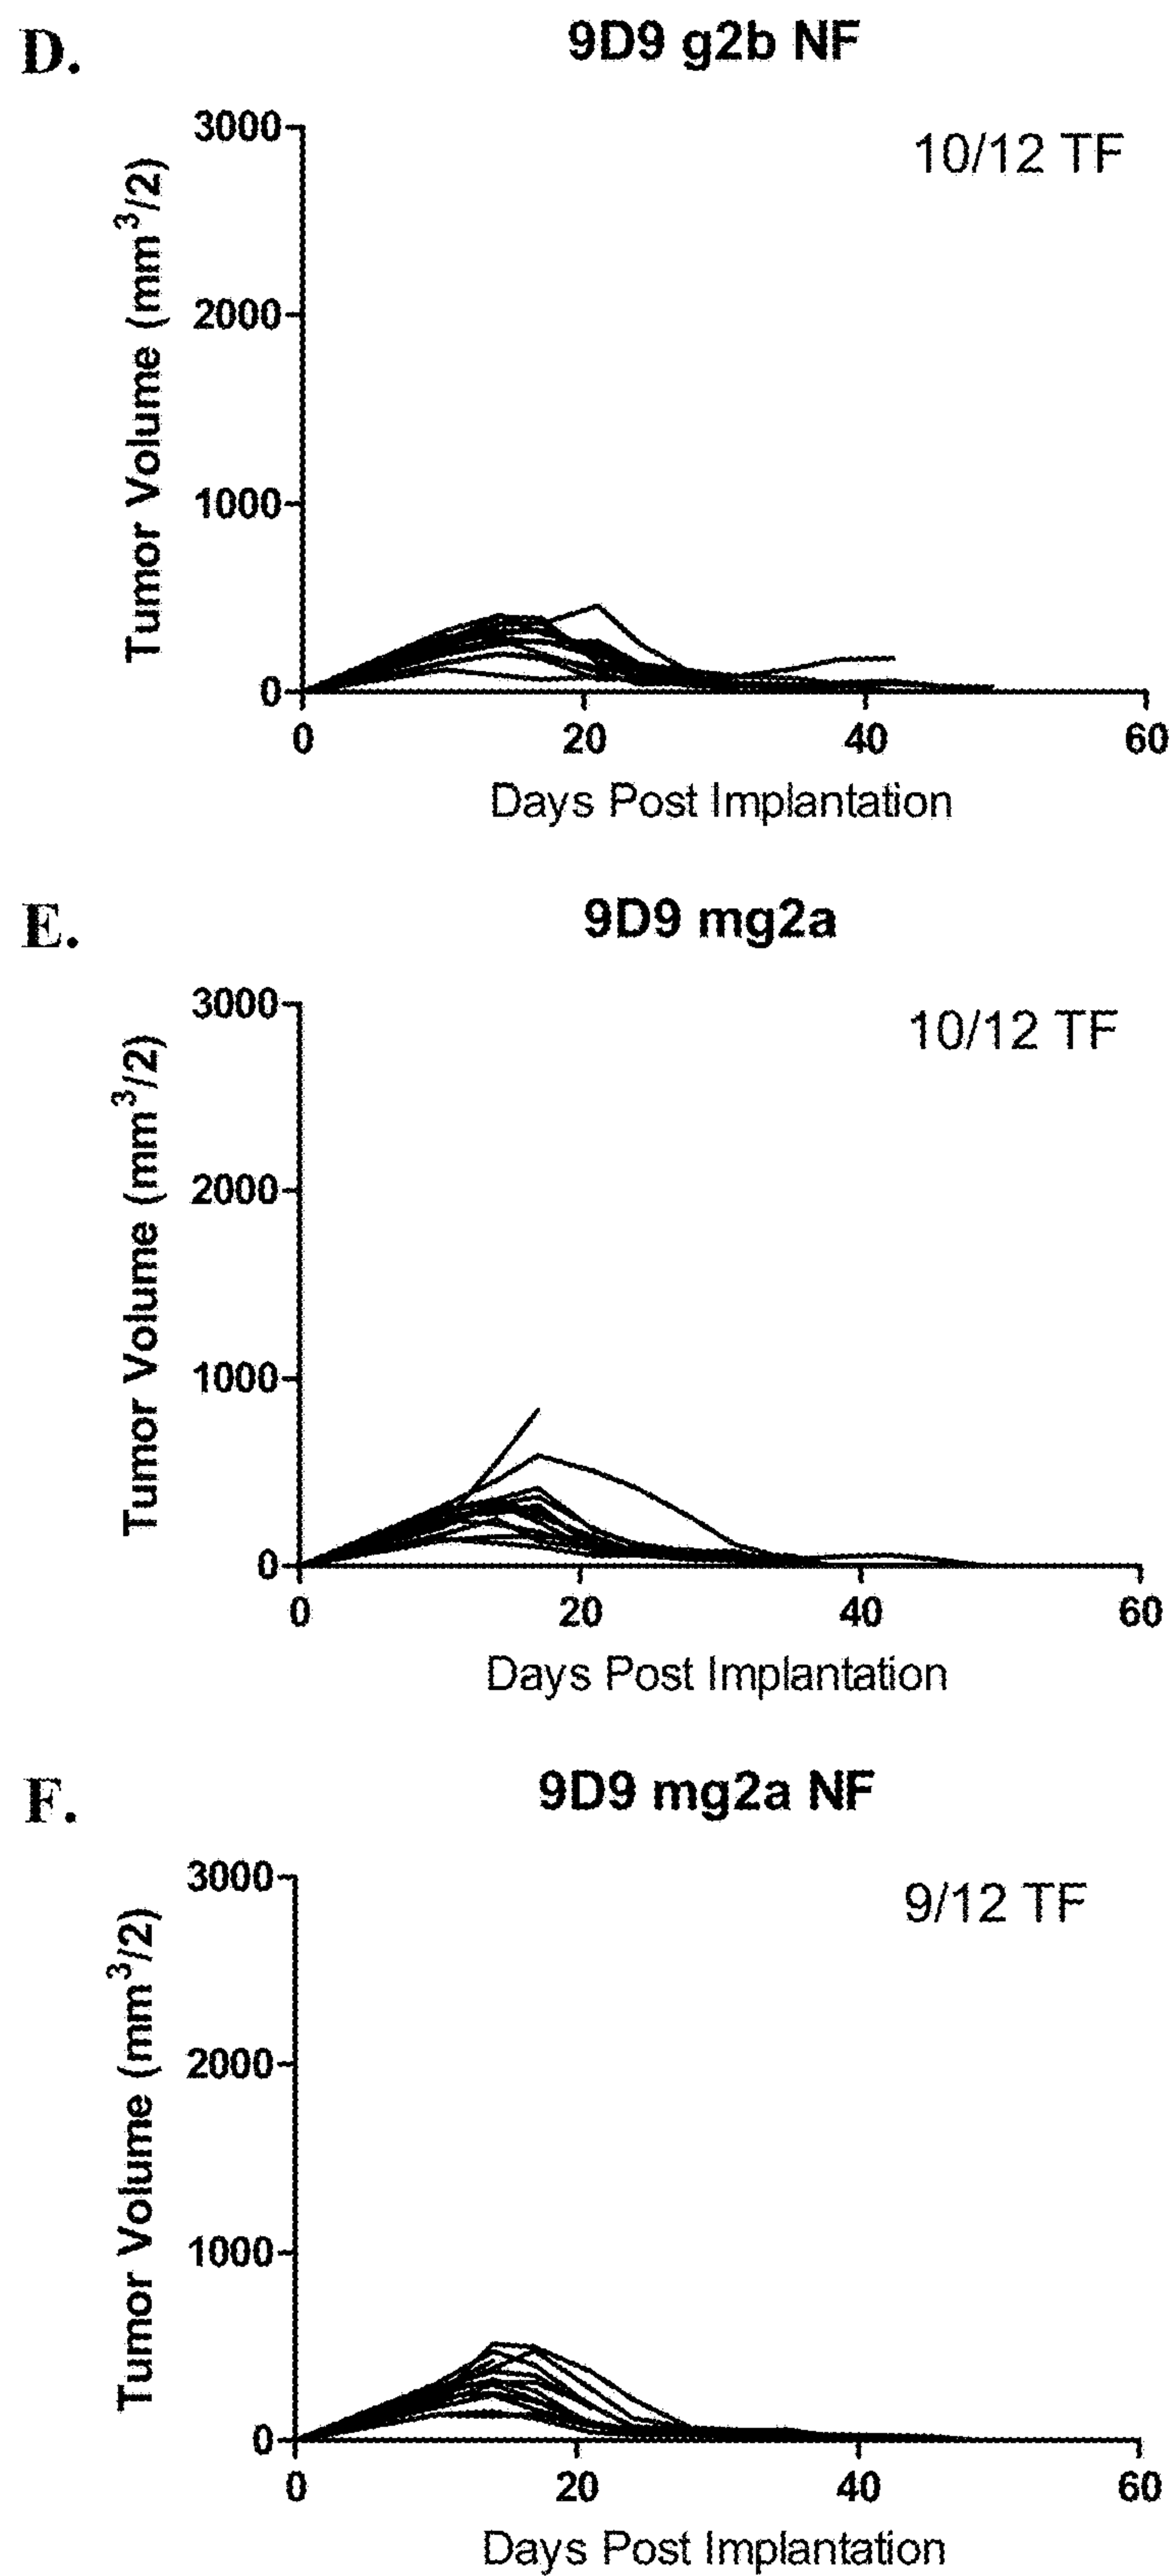 D.
9D9 g2b NF
10/12 TF
Tumor Volume (mm³/2)
3000
2000
1000
0
0 20 40 60
Days Post Implantation
E.
9D9 mg2a
10/12 TF
Tumor Volume (mm³/2)
3000
2000
1000
0
0 20 40 60
Days Post Implantation
F.
9D9 mg2a NF
9/12 TF
Tumor Volume (mm³/2)
3000
2000
1000
0
0 20 40 60
Days Post Implantation